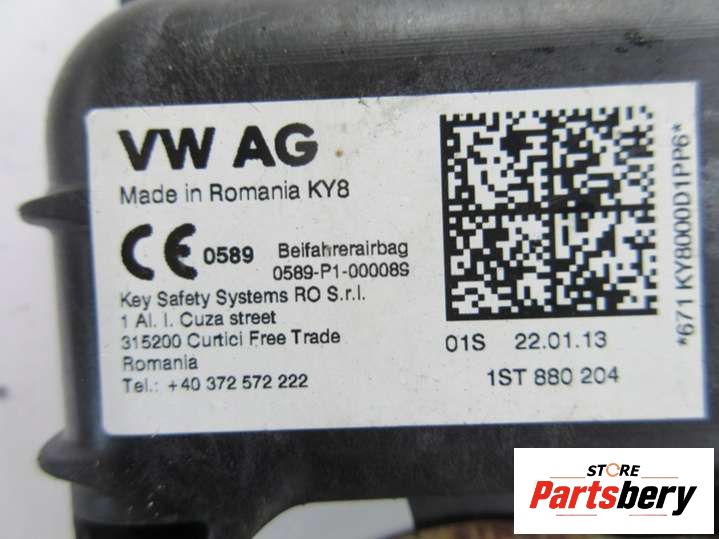 VW AG
Made in Romania KY8
CE 0589 Beifahrerairbag
0589-P1-000089
Key Safety Systems RO S.r.l.
1 Al. I. Cuza street
315200 Curtici Free Trade
Romania
Tel.: +40 372 572 222
01S 22.01.13
1ST 880 204
*671 KY8000D1PP6*
STORE
Partsbery